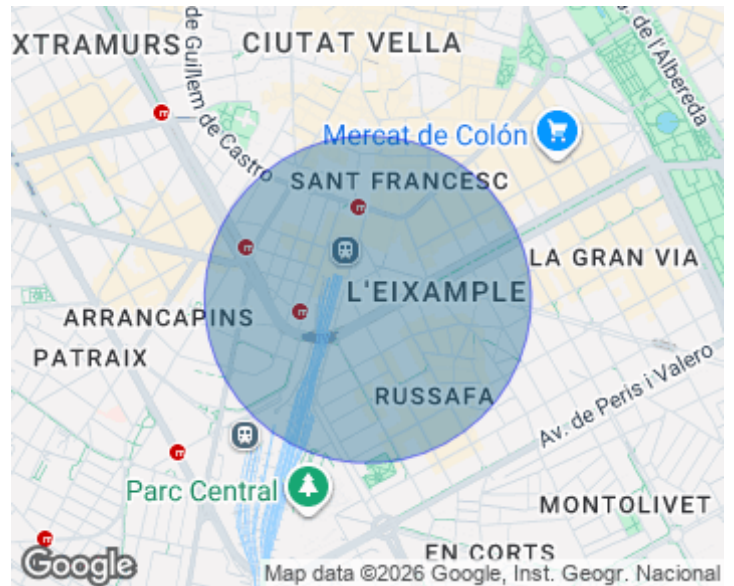 XTRAMURS
CIUTAT VELLA
de Guillem de Castro
. de l'Albereda
Mercat de Colón
SANT FRANCESC
LA GRAN VIA
L'EIXAMPLE
ARRANCAPINS
PATRAIX
RUSSAFA
Av. de Peris i Valero
Parc Central
MONTOLIVET
EN CORTS
Google
Map data ©2026 Google, Inst. Geogr. Nacional